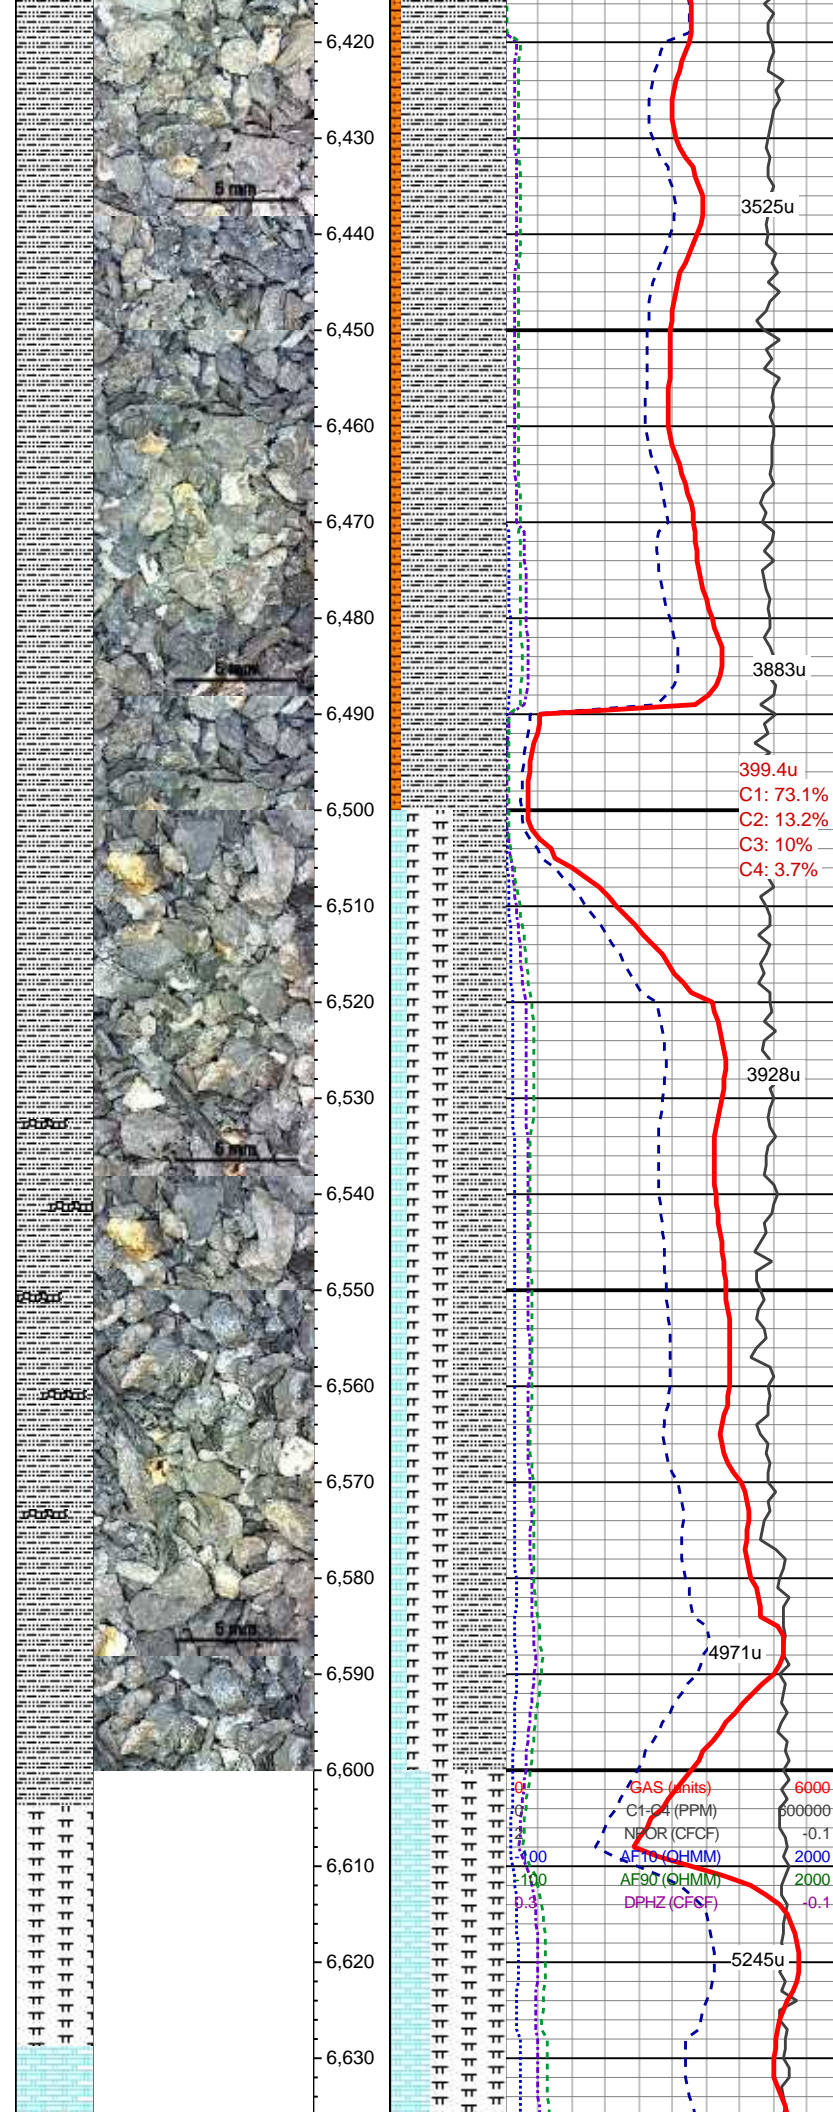 6,420
6,430
5 mm
3525u
6,440
6,450
6,460
6,470
6,480
3883u
5 mm
6,490
399.4u
C1: 73.1%
6,500
C2: 13.2%
C3: 10%
C4: 3.7%
6,510
6,520
3928u
6,530
5 mm
6,540
6,550
6,560
6,570
6,580
5 mm
4971u
6,590
6,600
0 GAS (units) 6000
0 C1-C4 (PPM) 600000
NPOR (CFCF) -0.1
-100 AF10 (OHMM) 2000
6,610
-100 AF90 (OHMM) 2000
0.3 DPHZ (CFCF) -0.1
6,620
5245u
6,630